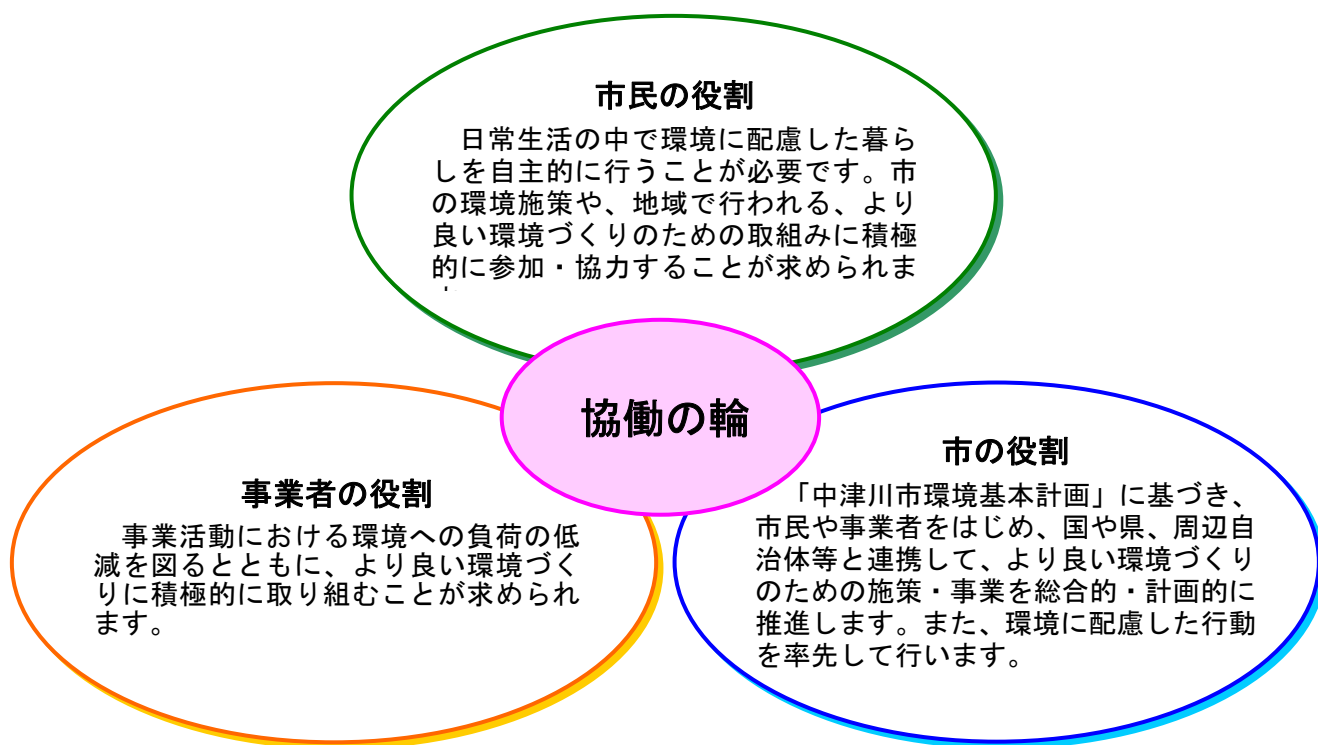 市民の役割
日常生活の中で環境に配慮した暮ら
しを自主的に行うことが必要です。市
の環境施策や、地域で行われる、より
良い環境づくりのための取組みに積極
的に参加・協力することが求められま
協働の輪
事業者の役割
事業活動における環境への負荷の低
減を図るとともに、より良い環境づく
りに積極的に取り組むことが求められ
ます。
市の役割
「中津川市環境基本計画」に基づき、
市民や事業者をはじめ、国や県、周辺自
治体等と連携して、より良い環境づくり
のための施策・事業を総合的・計画的に
推進します。また、環境に配慮した行動
を率先して行います。